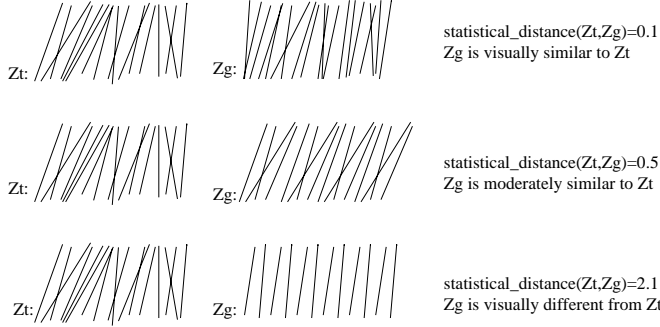 Zt:
Zg:
statistical_distance(Zt,Zg)=0.1
Zg is visually similar to Zt
Zt:
Zg:
statistical_distance(Zt,Zg)=0.5
Zg is moderately similar to Zt
Zt:
Zg:
statistical_distance(Zt,Zg)=2.1
Zg is visually different from Zt